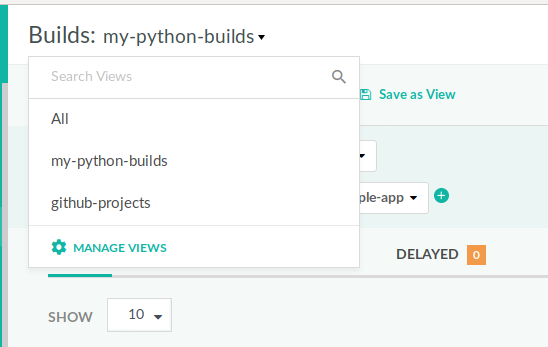 Builds: my-python-builds
Search Views
Save as View
All
my-python-builds
ple-app
github-projects
MANAGE VIEWS
DELAYED 0
SHOW 10